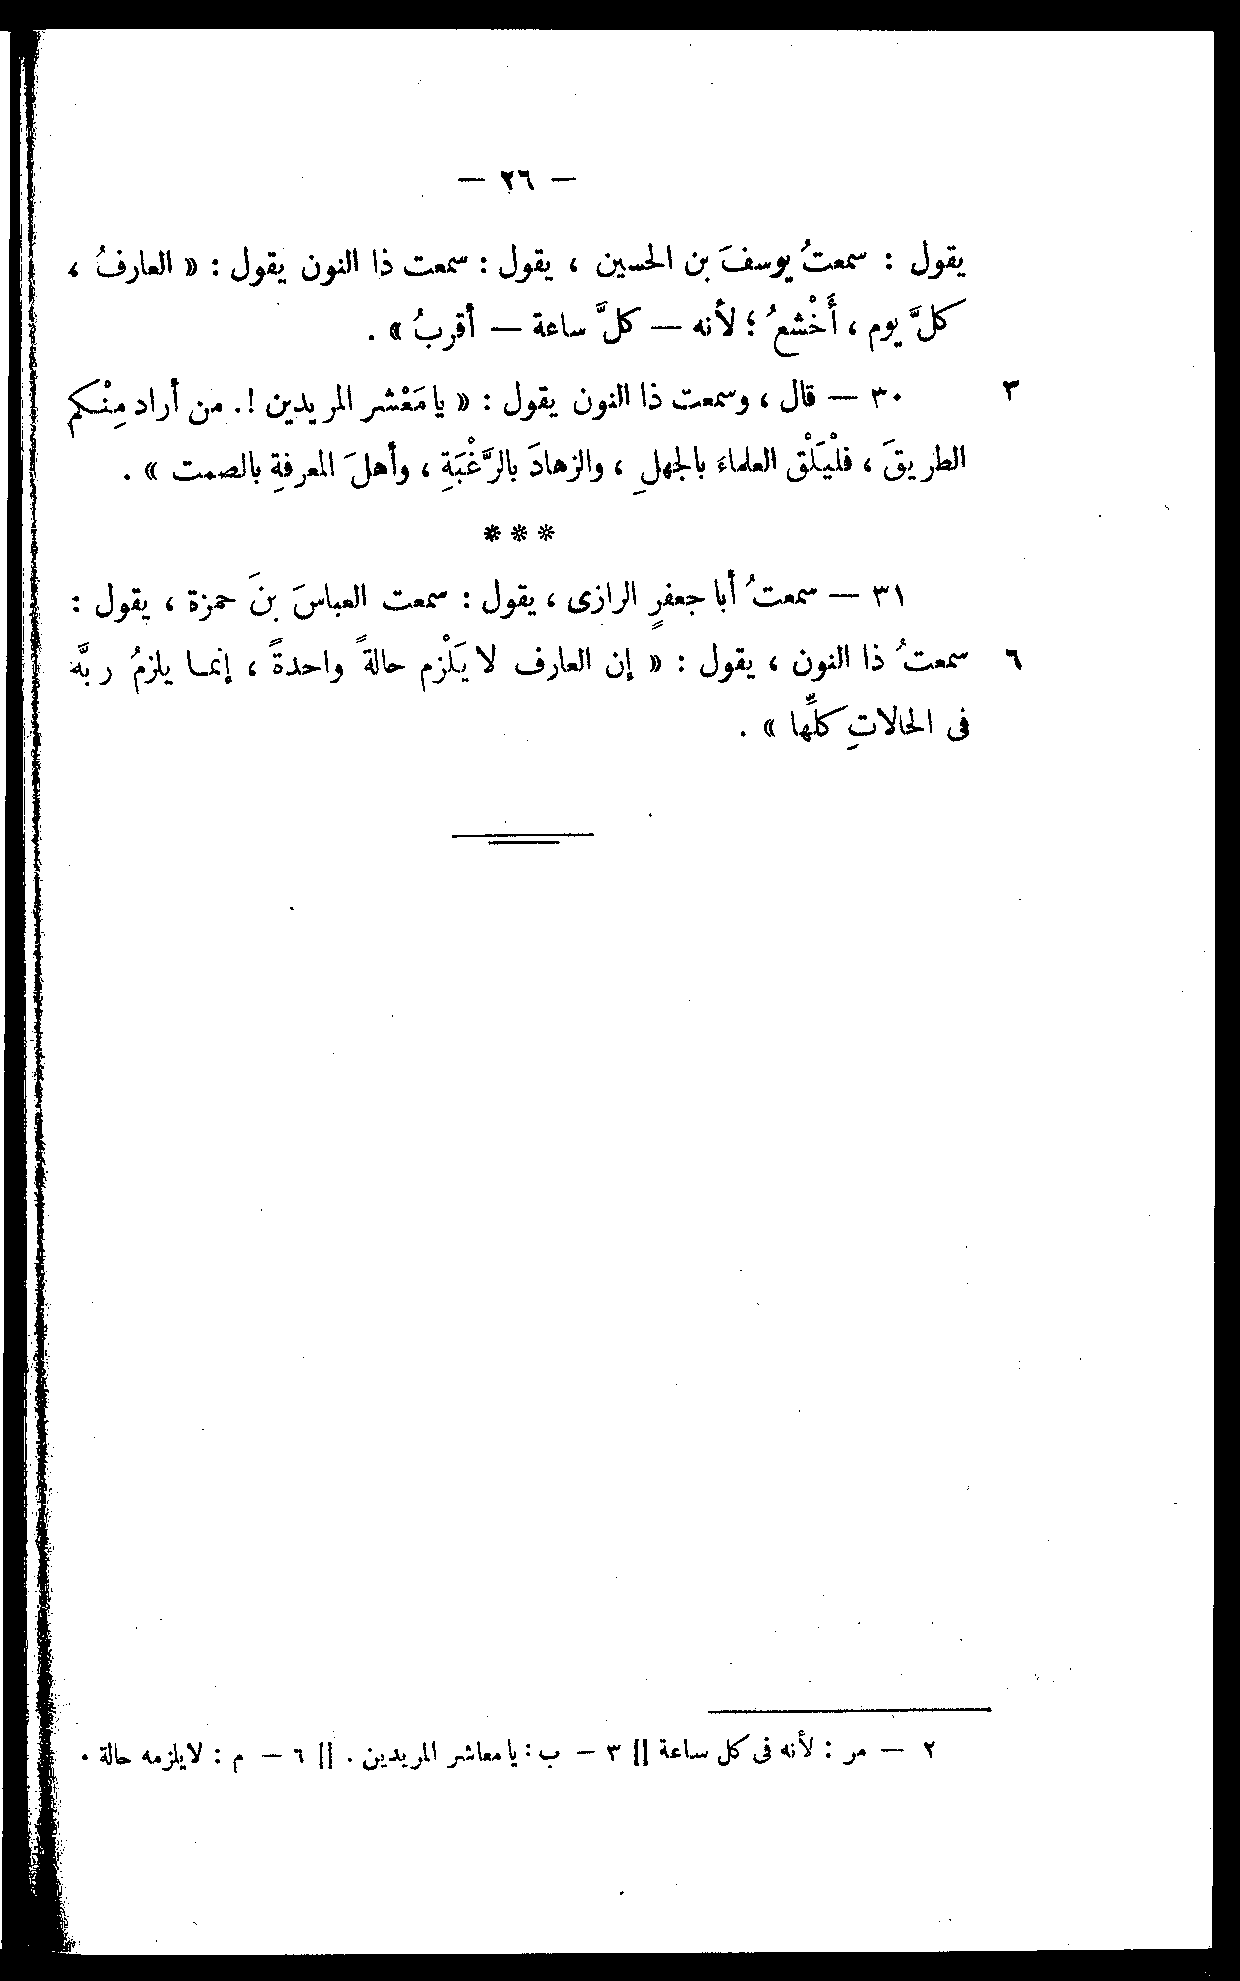 — ٢٦ —
يقول : سمعتُ يوسفَ بن الحسين ، يقول : سمعت ذا النون يقول : « العارفُ ،
كلَّ يوم ، أَخْشعُ ؛ لأنه — كلَّ ساعة — أقربُ » .
٣ ٣٠ — قال ، وسمعت ذا النون يقول : « يا مَعْشر المريدين !. من أراد مِنْكم
الطريقَ ، فلْيَلْق العلماءَ بالجهلِ ، والزهادَ بالرَّغْبَةِ ، وأهلَ المعرفةِ بالصمت » .
* * *
٣١ — سمعتُ أبا جعفرٍ الرازى ، يقول : سمعت العباسَ بنَ حمزة ، يقول :
٦ سمعتُ ذا النون ، يقول : « إن العارف لا يَلْزم حالةً واحدةً ، إنما يلزمُ ربَّه
فى الحالاتِ كلِّها » .
٢ — مر : لأنه فى كل ساعة || ٣ — ب : يا معاشر المريدين . || ٦ — م : لا يلزمه حالة .